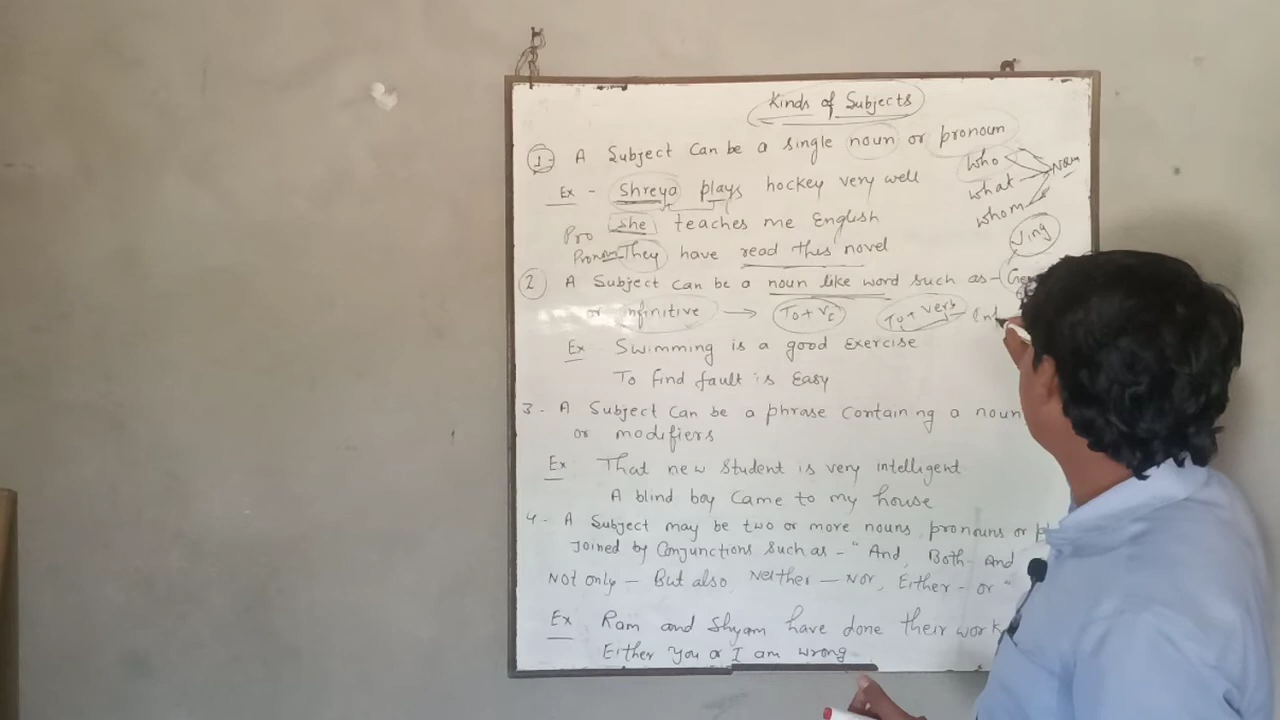 Kinds of Subjects
1- A Subject Can be a single noun or pronoun
who
what
whom
Noun
Ex - Shreya plays hockey very well
Pro she teaches me English
Pronoun They have read this novel
Ving
2 A Subject Can be a noun like word such as -
or infinitive → To + V
To + Verb
Ex Swimming is a good Exercise
To find fault is Easy
3- A Subject Can be a phrase Containing a noun
or modifiers
Ex That new Student is very intelligent
A blind boy Came to my house
4- A Subject may be two or more nouns, pronouns or
Joined by Conjunctions Such as - " And, Both - And
Not only - But also, Neither - Nor, Either - or "
Ex Ram and Shyam have done their work
Either You or I am wrong